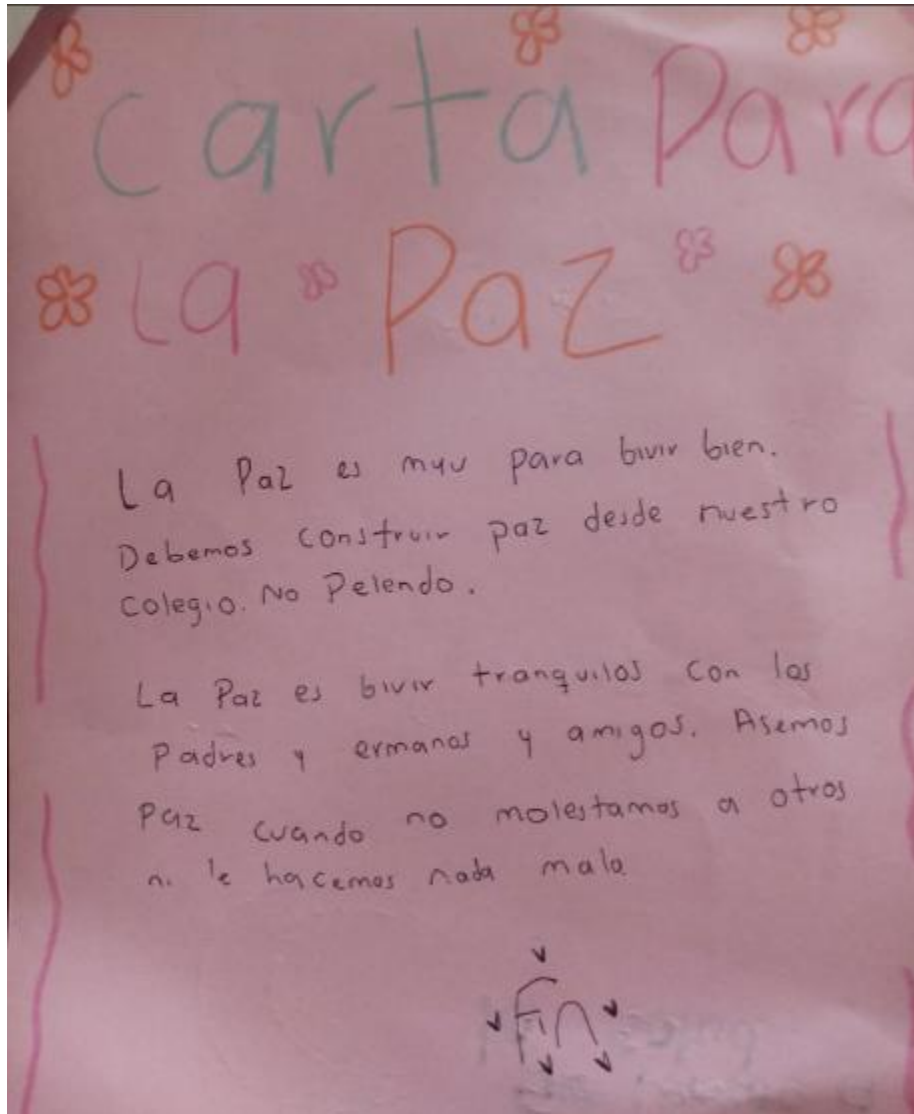 Carta Para
La Paz
La Paz es muy para bivir bien.
Debemos construir paz desde nuestro
colegio. No Pelendo.
La Paz es bivir tranquilos con los
Padres y ermanos y amigos. Asemos
Paz cuando no molestamos a otros
ni le hacemos nada malo
Fin